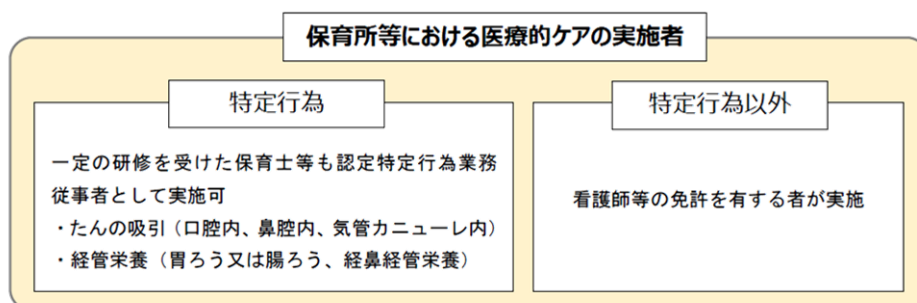 保育所等における医療的ケアの実施者
特定行為
一定の研修を受けた保育士等も認定特定行為業務
従事者として実施可
・たんの吸引（口腔内、鼻腔内、気管カニューレ内）
・経管栄養（胃ろう又は腸ろう、経鼻経管栄養）
特定行為以外
看護師等の免許を有する者が実施